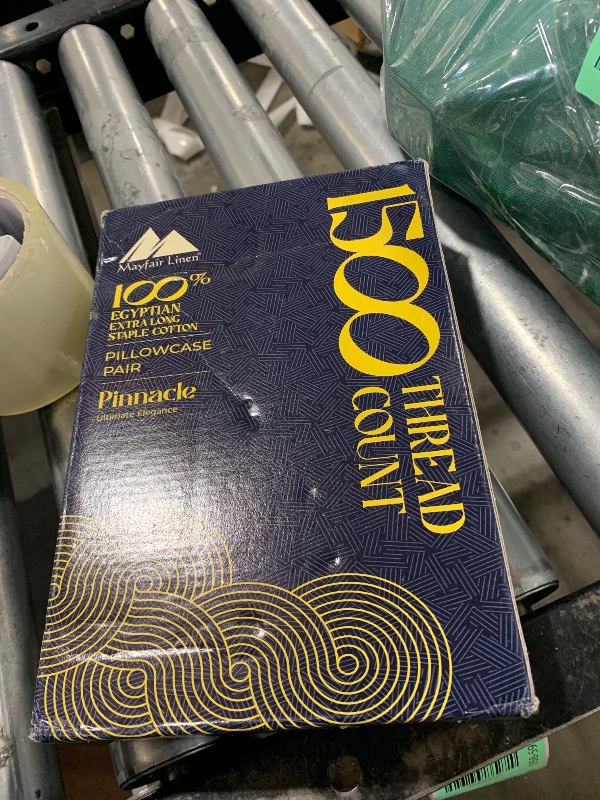 Mayfair Linen
100%
EGYPTIAN
EXTRA LONG
STAPLE COTTON
PILLOWCASE
PAIR
Pinnacle
Ultimate Elegance
1500
THREAD
COUNT